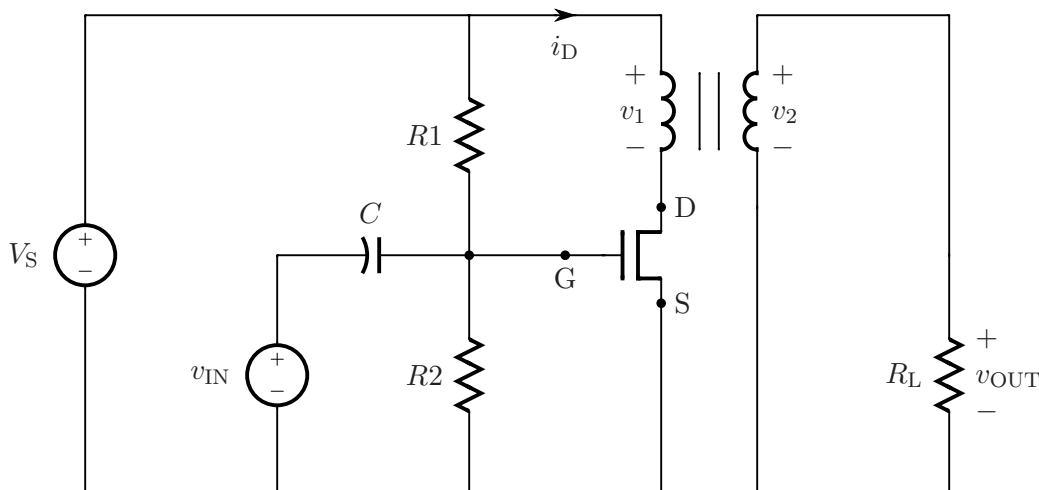 i_D
+ +
v_1 v_2
− −
R1
C D
V_S + − G S
v_IN + − R2 R_L + v_OUT −